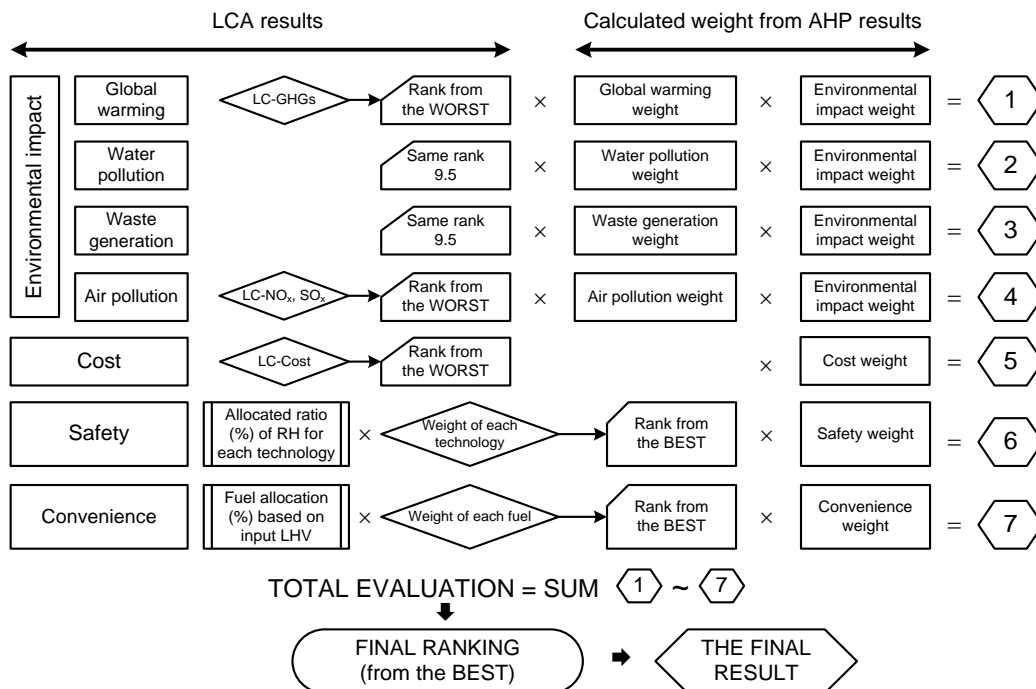 LCA results
Calculated weight from AHP results
Environmental impact
Global
warming
LC-GHGs
Rank from
the WORST
×
Global warming
weight
×
Environmental
impact weight
=
1
Water
pollution
Same rank
9.5
×
Water pollution
weight
×
Environmental
impact weight
=
2
Waste
generation
Same rank
9.5
×
Waste generation
weight
×
Environmental
impact weight
=
3
Air pollution
LC-NOₓ, SOₓ
Rank from
the WORST
×
Air pollution weight
×
Environmental
impact weight
=
4
Cost
LC-Cost
Rank from
the WORST
×
Cost weight
=
5
Safety
Allocated ratio
(%) of RH for
each technology
×
Weight of each
technology
Rank from
the BEST
×
Safety weight
=
6
Convenience
Fuel allocation
(%) based on
input LHV
×
Weight of each fuel
Rank from
the BEST
×
Convenience
weight
=
7
TOTAL EVALUATION = SUM 1 ~ 7
FINAL RANKING
(from the BEST)
THE FINAL
RESULT